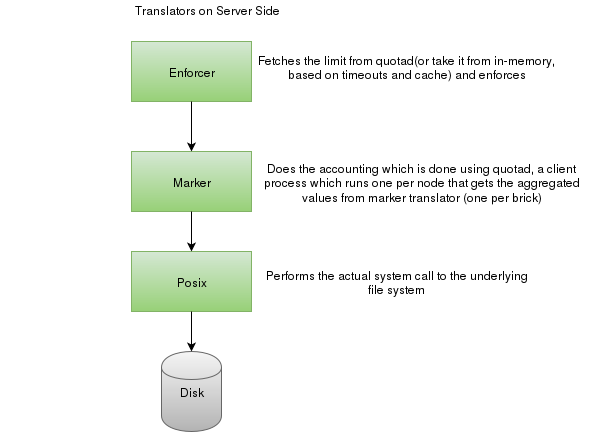 Translators on Server Side
Enforcer
Fetches the limit from quotad(or take it from in-memory,
based on timeouts and cache) and enforces
Marker
Does the accounting which is done using quotad, a client
process which runs one per node that gets the aggregated
values from marker translator (one per brick)
Posix
Performs the actual system call to the underlying
file system
Disk